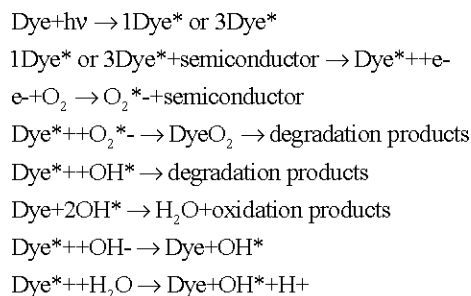 Dye+hν →1Dye* or 3Dye*
1Dye* or 3Dye*+semiconductor → Dye*++e-
e-+O₂ → O₂*-+semiconductor
Dye*++O₂*- → DyeO₂ → degradation products
Dye*++OH* → degradation products
Dye+2OH* → H₂O+oxidation products
Dye*++OH- → Dye+OH*
Dye*++H₂O → Dye+OH*+H+